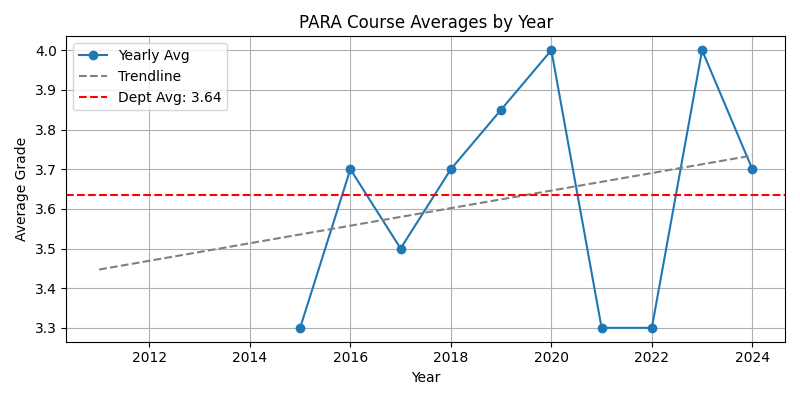 PARA Course Averages by Year
Yearly Avg
Trendline
Dept Avg: 3.64
4.0
3.9
3.8
3.7
3.6
3.5
3.4
3.3
Average Grade
2012 2014 2016 2018 2020 2022 2024
Year